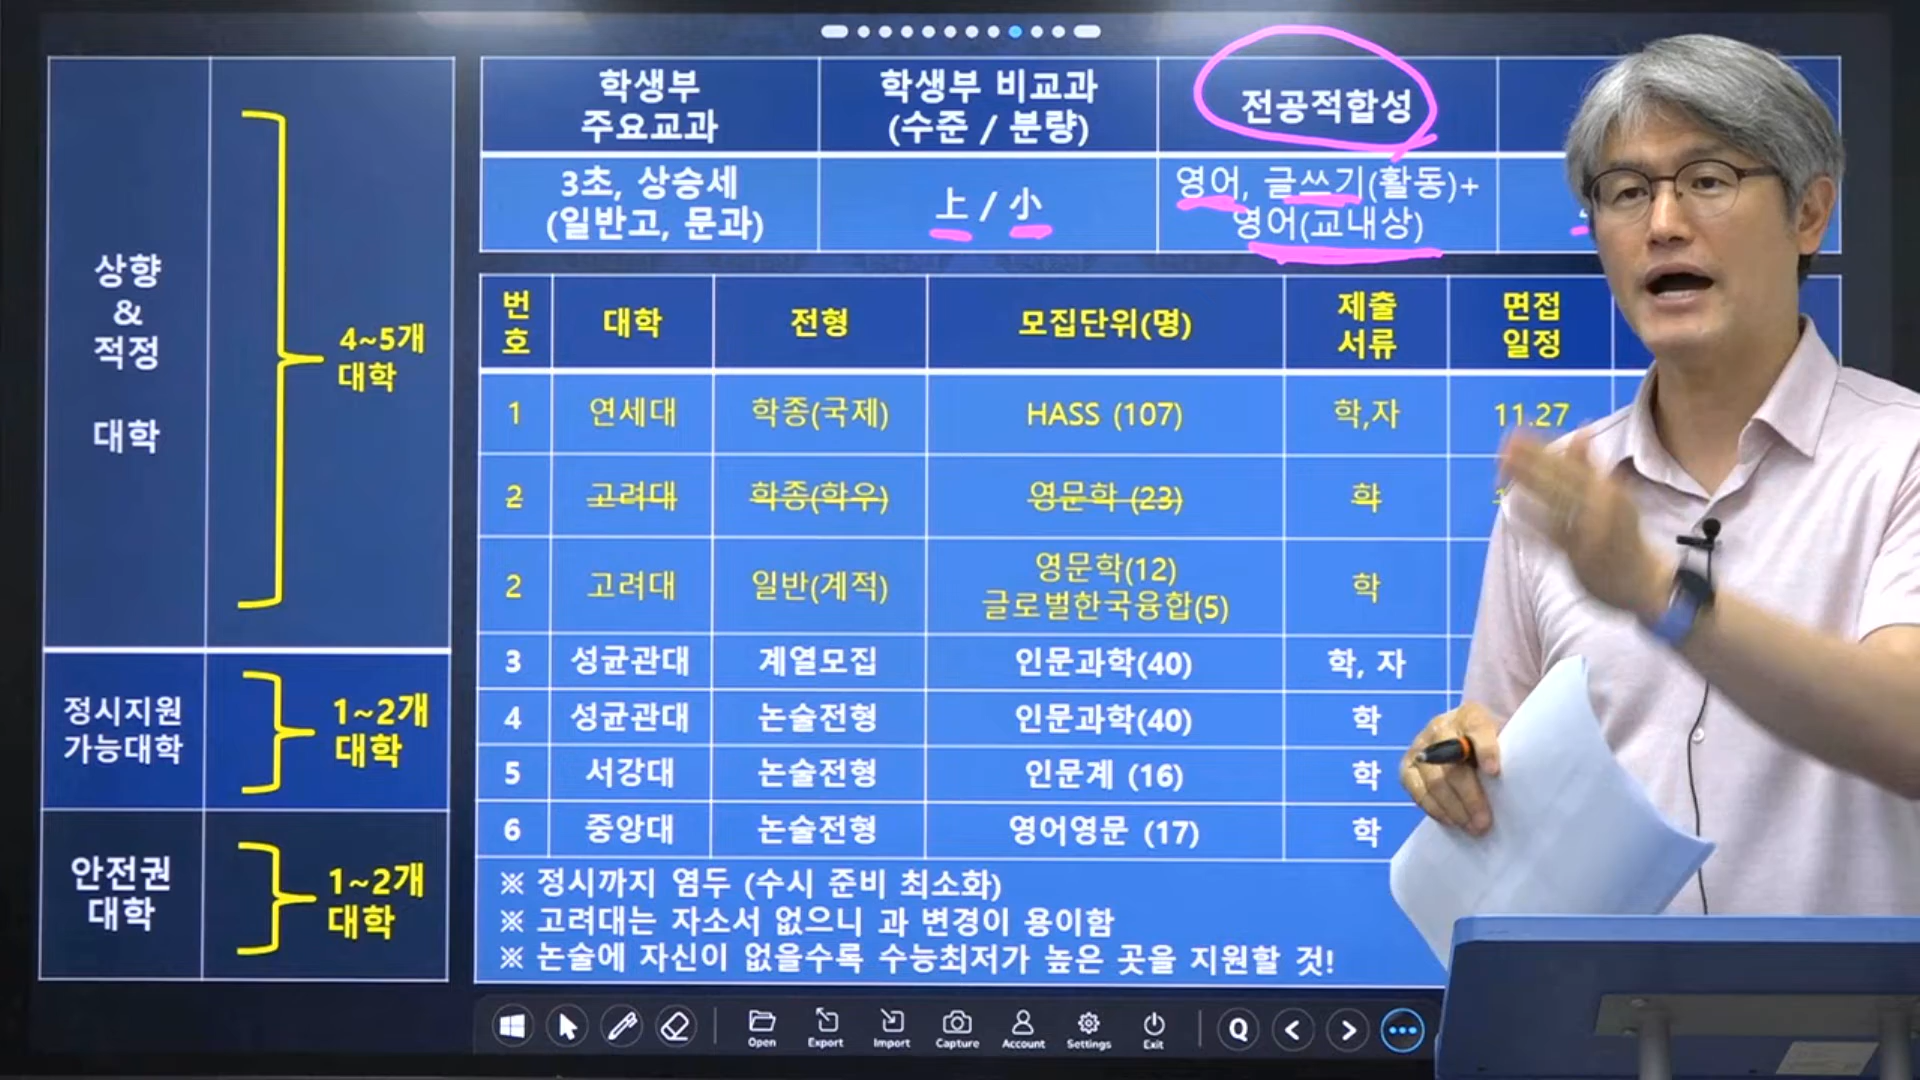 상향
&
적정
대학
4~5개
대학
정시지원
가능대학
1~2개
대학
안전권
대학
1~2개
대학
학생부
주요교과
학생부 비교과
(수준 / 분량)
전공적합성
3초, 상승세
(일반고, 문과)
上 / 小
영어, 글쓰기(활동)+
영어(교내상)
번호 대학 전형 모집단위(명) 제출서류 면접일정
1 연세대 학종(국제) HASS (107) 학,자 11.27
2 고려대 학종(학우) 영문학 (23) 학
2 고려대 일반(계적) 영문학(12) 글로벌한국융합(5) 학
3 성균관대 계열모집 인문과학(40) 학, 자
4 성균관대 논술전형 인문과학(40) 학
5 서강대 논술전형 인문계 (16) 학
6 중앙대 논술전형 영어영문 (17) 학
※ 정시까지 염두 (수시 준비 최소화)
※ 고려대는 자소서 없으니 과 변경이 용이함
※ 논술에 자신이 없을수록 수능최저가 높은 곳을 지원할 것!
Open Export Import Capture Account Settings Exit